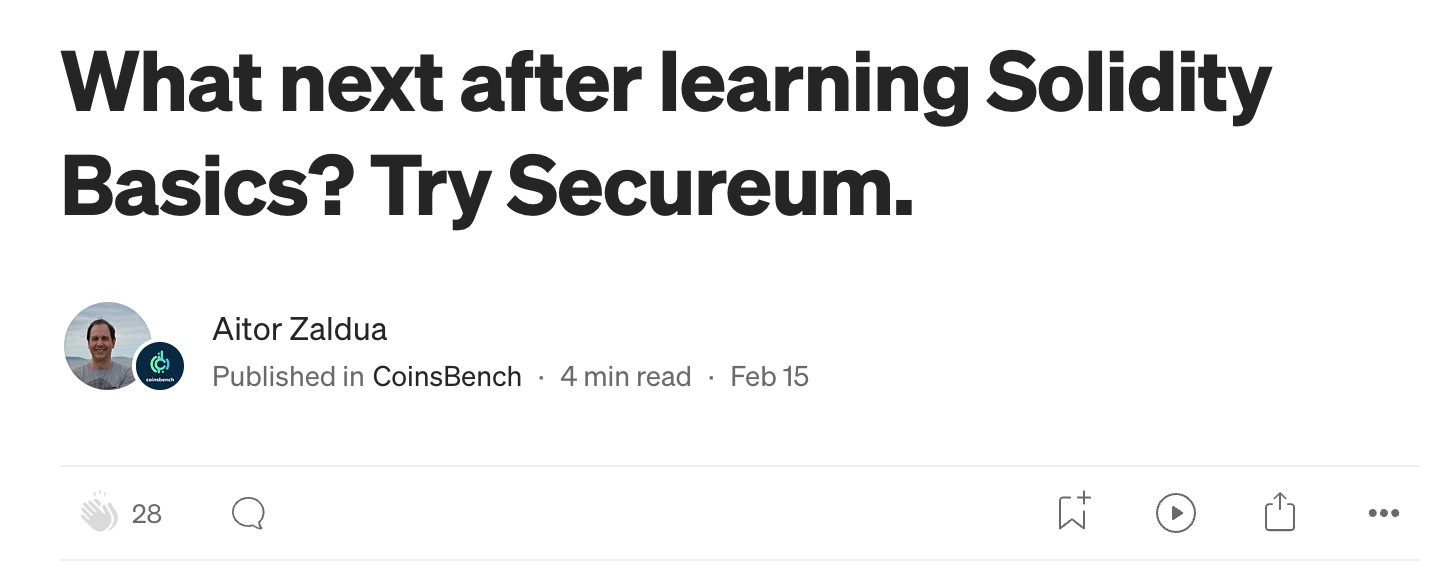 What next after learning Solidity
Basics? Try Secureum.
Aitor Zaldua
coinsbench
Published in CoinsBench · 4 min read · Feb 15
28